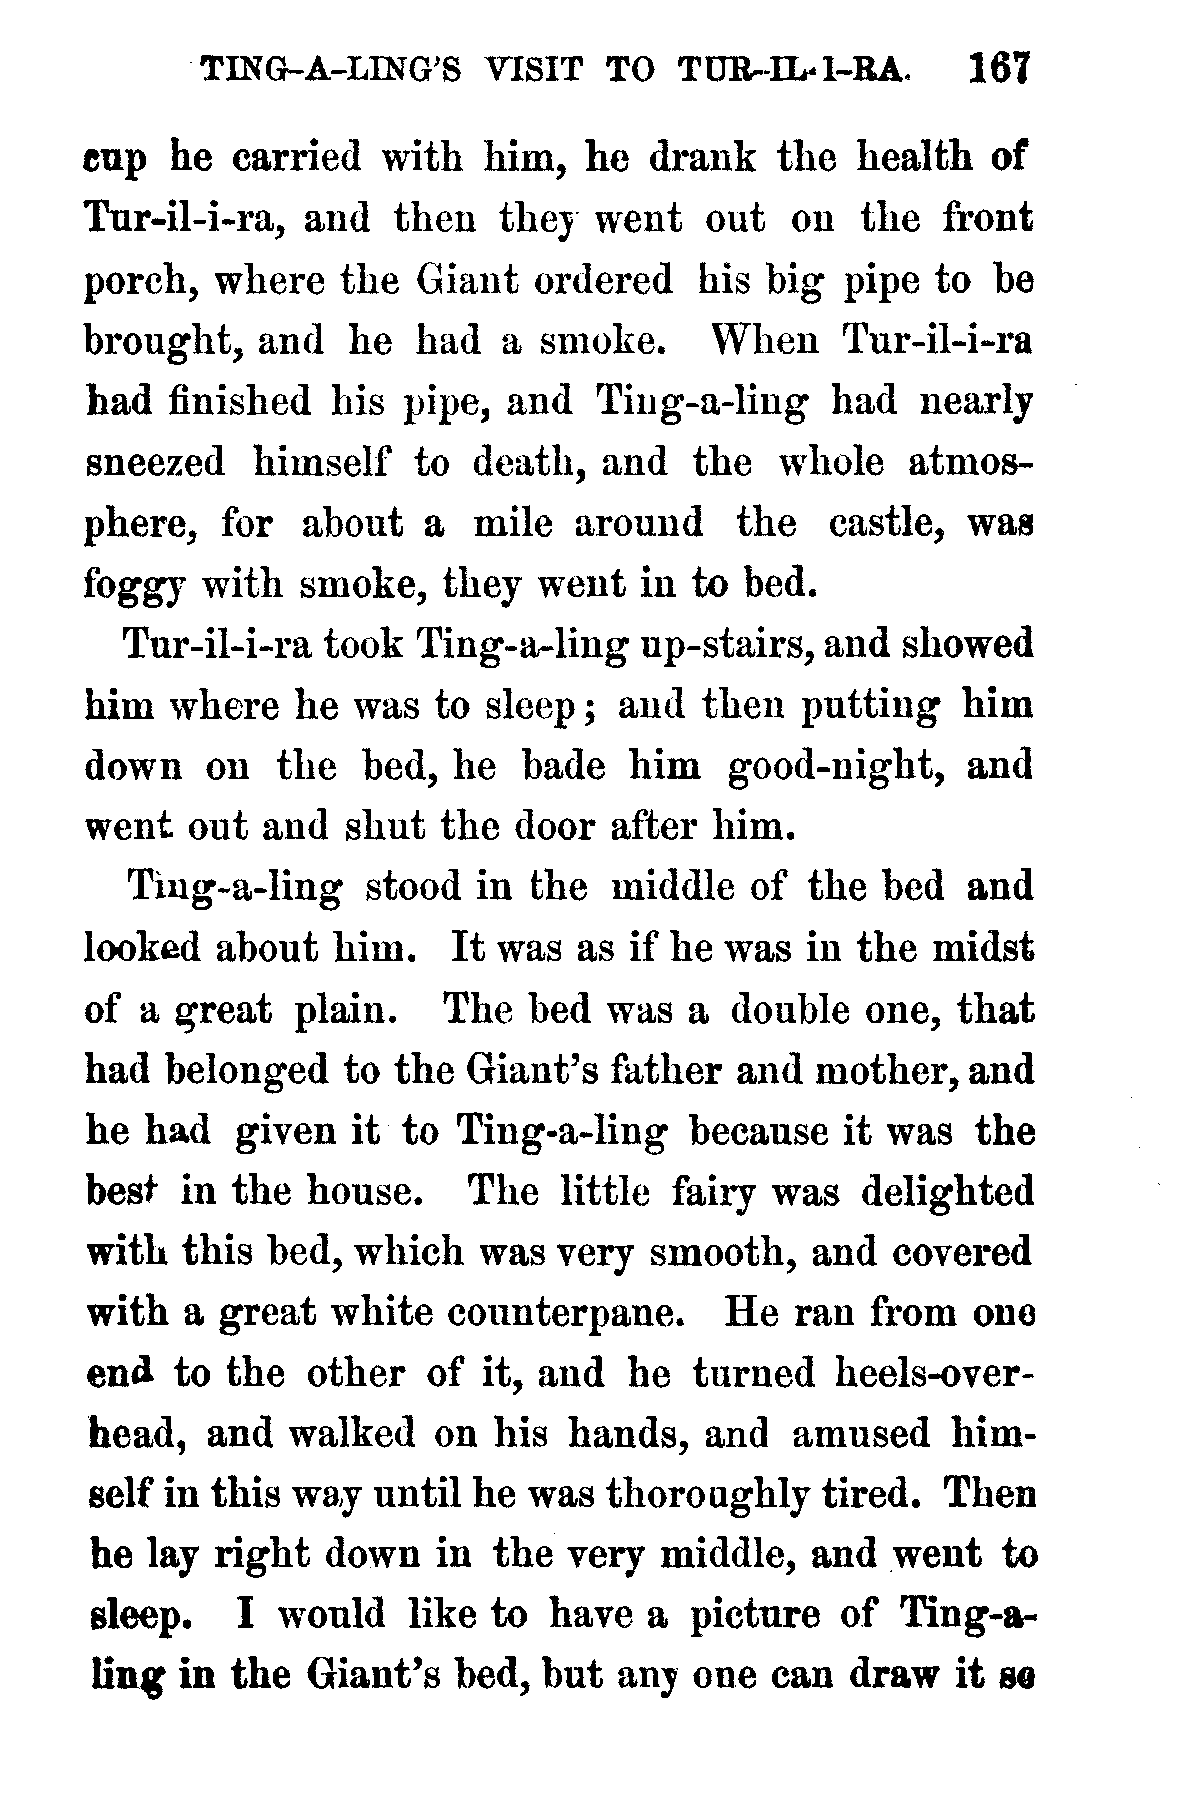 TING-A-LING'S VISIT TO TUR-IL-I-RA. 167
cup he carried with him, he drank the health of
Tur-il-i-ra, and then they went out on the front
porch, where the Giant ordered his big pipe to be
brought, and he had a smoke. When Tur-il-i-ra
had finished his pipe, and Ting-a-ling had nearly
sneezed himself to death, and the whole atmos-
phere, for about a mile around the castle, was
foggy with smoke, they went in to bed.
Tur-il-i-ra took Ting-a-ling up-stairs, and showed
him where he was to sleep; and then putting him
down on the bed, he bade him good-night, and
went out and shut the door after him.
Ting-a-ling stood in the middle of the bed and
looked about him. It was as if he was in the midst
of a great plain. The bed was a double one, that
had belonged to the Giant's father and mother, and
he had given it to Ting-a-ling because it was the
best in the house. The little fairy was delighted
with this bed, which was very smooth, and covered
with a great white counterpane. He ran from one
end to the other of it, and he turned heels-over-
head, and walked on his hands, and amused him-
self in this way until he was thoroughly tired. Then
he lay right down in the very middle, and went to
sleep. I would like to have a picture of Ting-a-
ling in the Giant's bed, but any one can draw it so